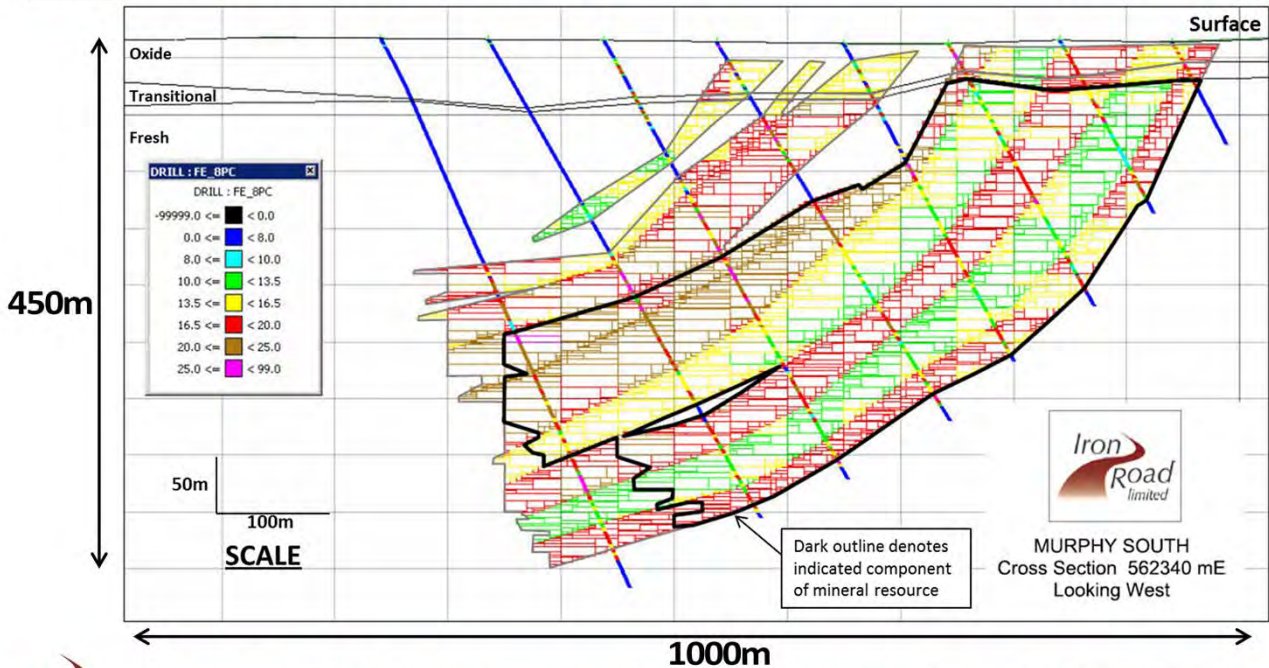 Surface
Oxide
Transitional
Fresh
DRILL : FE_8PC
DRILL : FE_8PC
-99999.0 <= < 0.0
0.0 <= < 8.0
8.0 <= < 10.0
10.0 <= < 13.5
13.5 <= < 16.5
16.5 <= < 20.0
20.0 <= < 25.0
25.0 <= < 99.0
450m
50m
100m
SCALE
Dark outline denotes
indicated component
of mineral resource
Iron
Road
limited
MURPHY SOUTH
Cross Section 562340 mE
Looking West
1000m